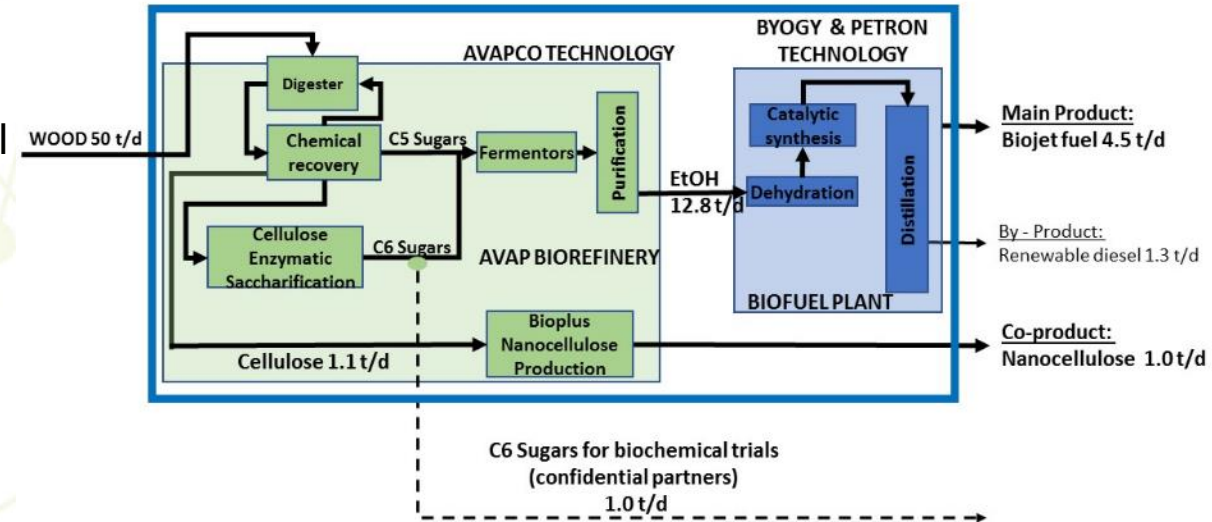 l
WOOD 50 t/d
AVAPCO TECHNOLOGY
Digester
Chemical
recovery
C5 Sugars
Fermentors
Purification
Cellulose
Enzymatic
Saccharification
C6 Sugars
AVAP BIOREFINERY
Cellulose 1.1 t/d
Bioplus
Nanocellulose
Production
EtOH
12.8 t/d
BYOGY & PETRON
TECHNOLOGY
Catalytic
synthesis
Dehydration
Distillation
BIOFUEL PLANT
Main Product:
Biojet fuel 4.5 t/d
By - Product:
Renewable diesel 1.3 t/d
Co-product:
Nanocellulose 1.0 t/d
C6 Sugars for biochemical trials
(confidential partners)
1.0 t/d